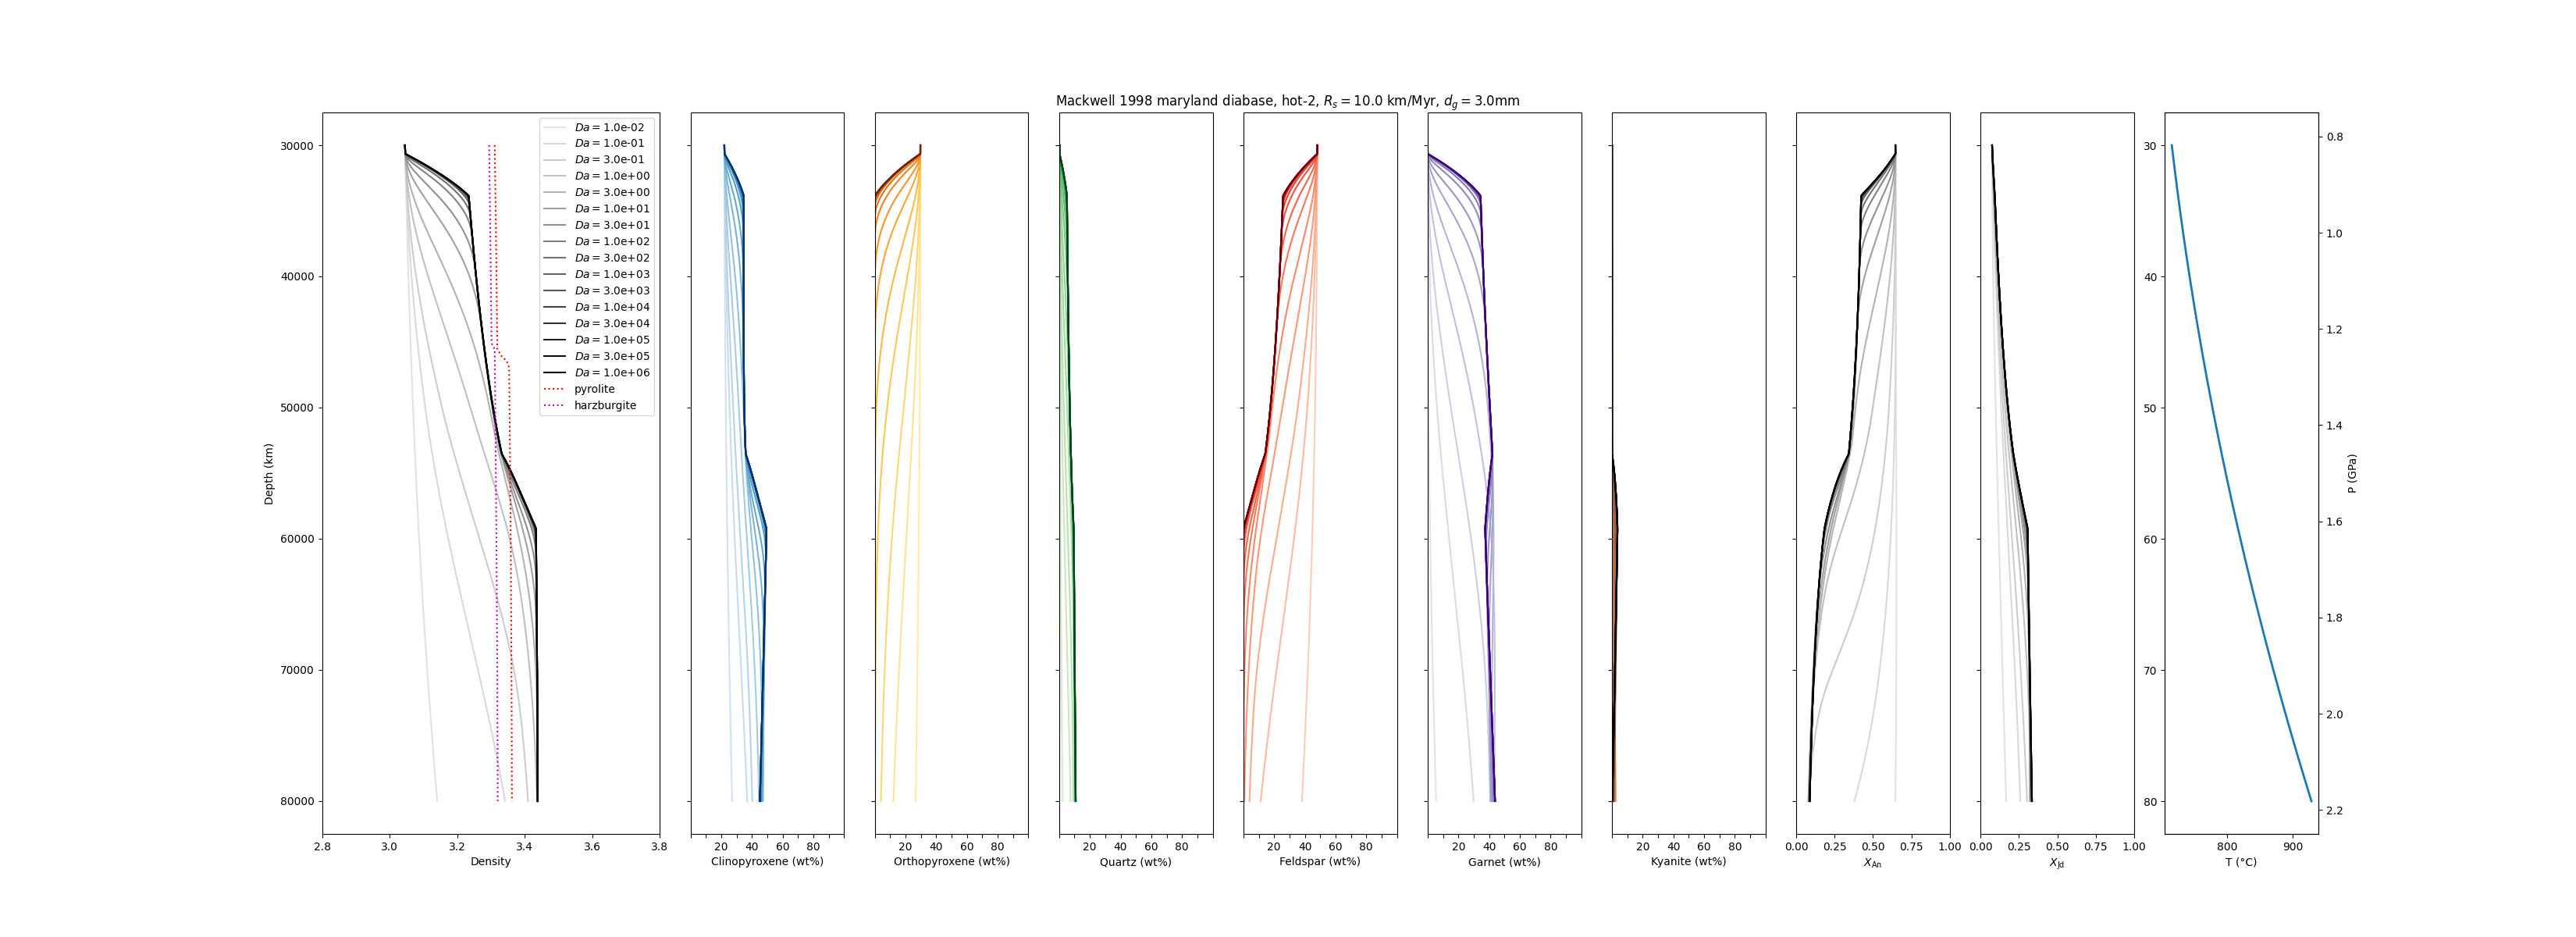 Mackwell 1998 maryland diabase, hot-2, R_s = 10.0 km/Myr, d_g = 3.0mm
Da = 1.0e-02
Da = 1.0e-01
Da = 3.0e-01
Da = 1.0e+00
Da = 3.0e+00
Da = 1.0e+01
Da = 3.0e+01
Da = 1.0e+02
Da = 3.0e+02
Da = 1.0e+03
Da = 3.0e+03
Da = 1.0e+04
Da = 3.0e+04
Da = 1.0e+05
Da = 3.0e+05
Da = 1.0e+06
pyrolite
harzburgite
Depth (km)
30000
40000
50000
60000
70000
80000
2.8 3.0 3.2 3.4 3.6 3.8
Density
20 40 60 80
Clinopyroxene (wt%)
20 40 60 80
Orthopyroxene (wt%)
20 40 60 80
Quartz (wt%)
20 40 60 80
Feldspar (wt%)
20 40 60 80
Garnet (wt%)
20 40 60 80
Kyanite (wt%)
0.00 0.25 0.50 0.75 1.00
X_An
0.00 0.25 0.50 0.75 1.00
X_Jd
30
40
50
60
70
80
800 900
T (°C)
0.8
1.0
1.2
1.4
1.6
1.8
2.0
2.2
P (GPa)